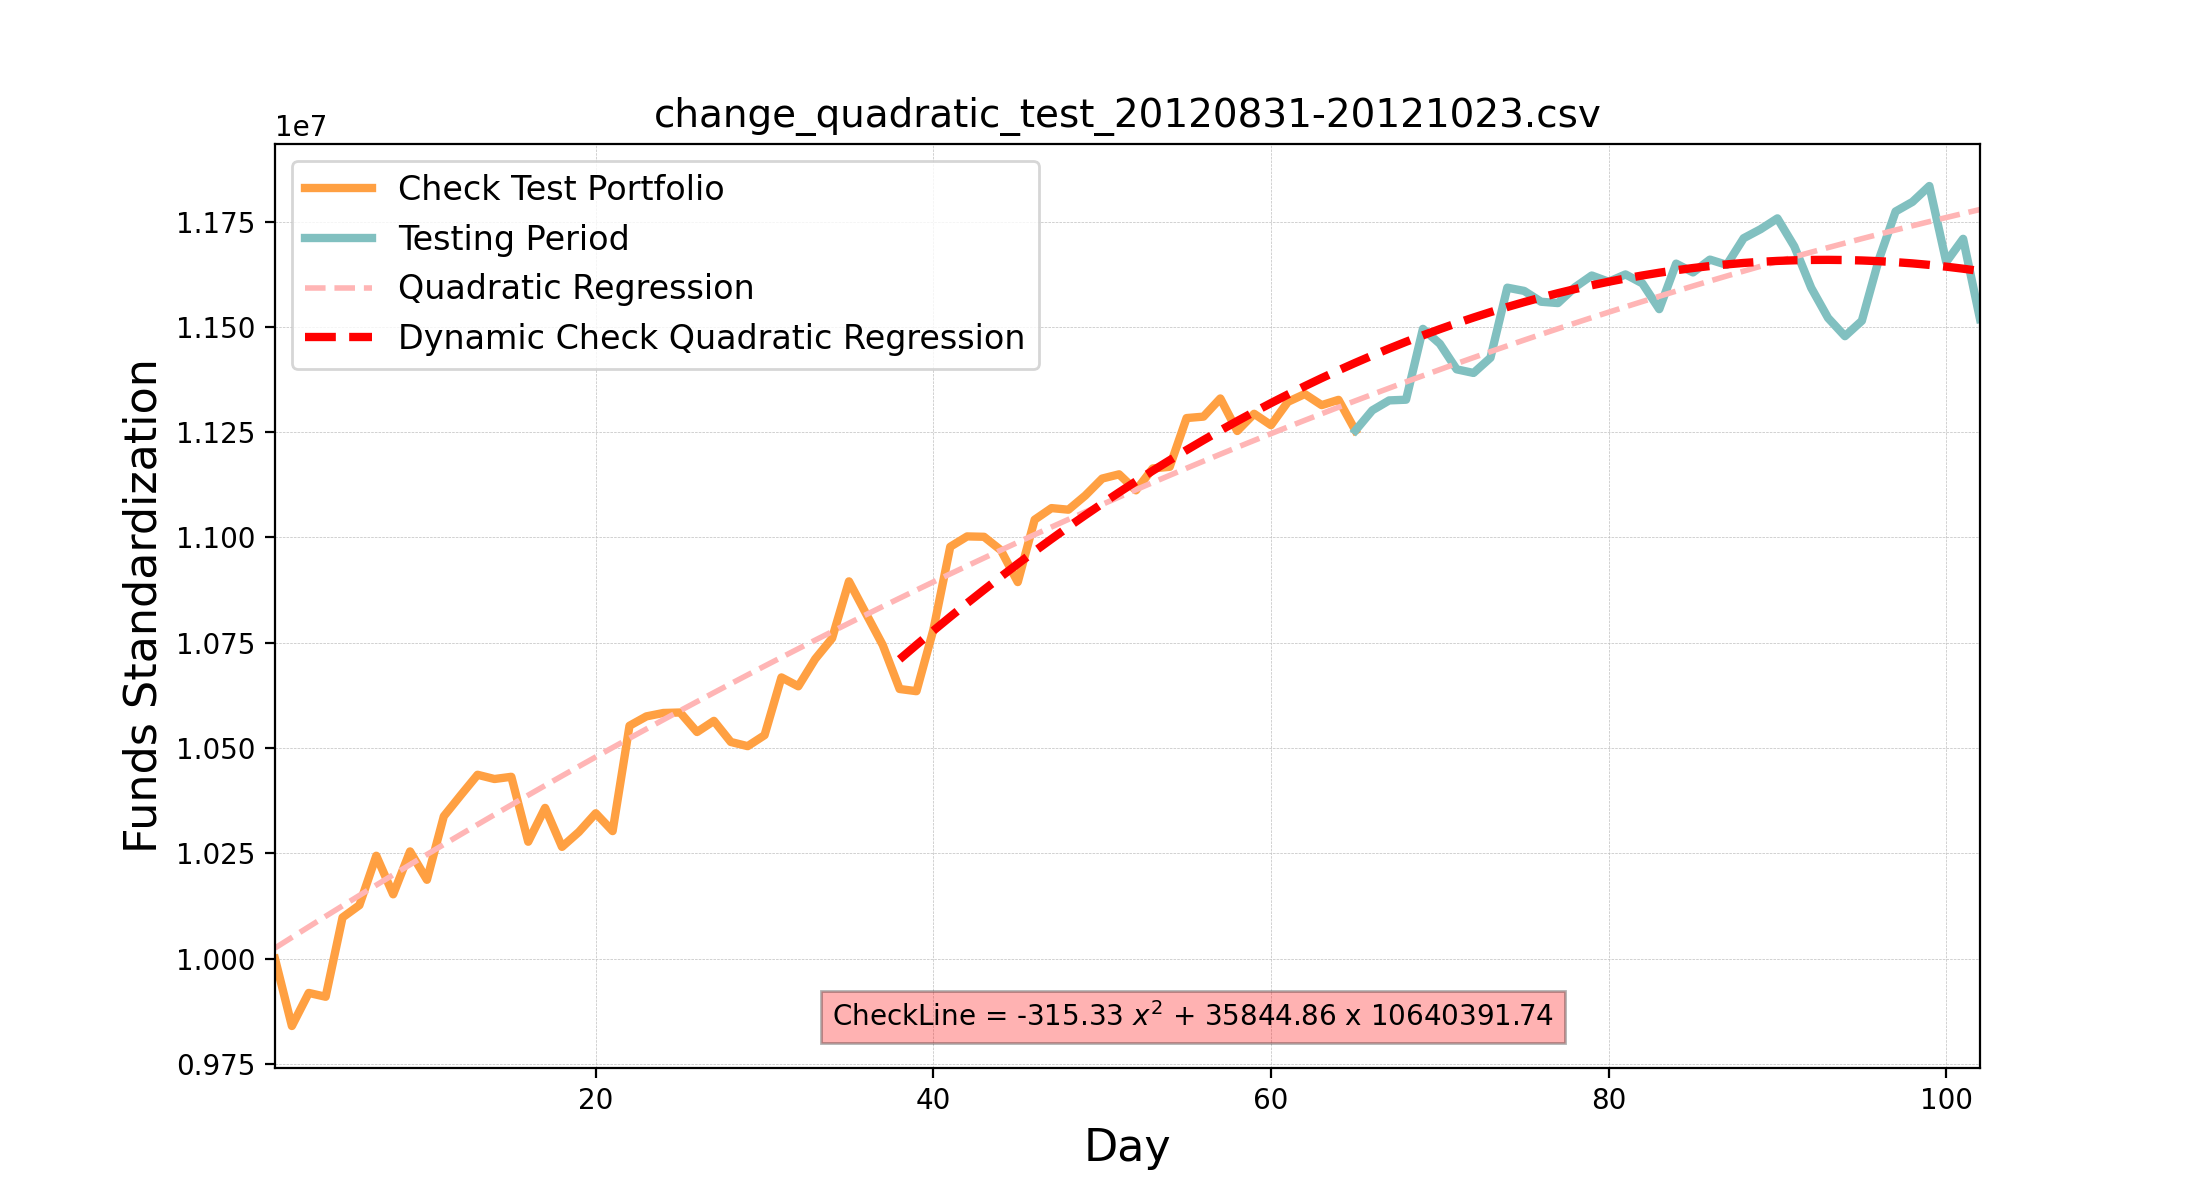 change_quadratic_test_20120831-20121023.csv
1e7
Check Test Portfolio
Testing Period
Quadratic Regression
Dynamic Check Quadratic Regression
1.175
1.150
1.125
1.100
1.075
1.050
1.025
1.000
0.975
Funds Standardization
CheckLine = -315.33 x² + 35844.86 x 10640391.74
20 40 60 80 100
Day